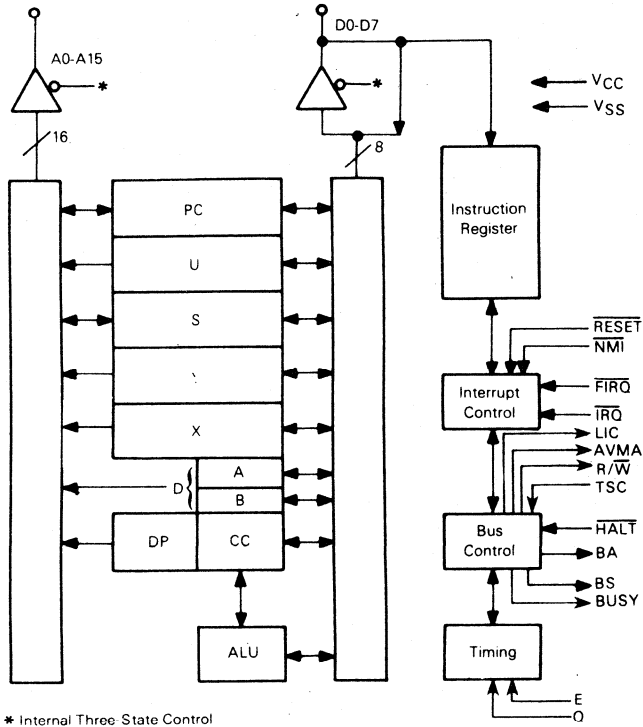 A0-A15
D0-D7
*
*
VCC
VSS
16
8
PC
U
S
X
A
D {
B
DP
CC
ALU
Instruction
Register
RESET
NMI
Interrupt
Control
FIRQ
IRQ
LIC
AVMA
R/W
TSC
Bus
Control
HALT
BA
BS
BUSY
Timing
E
Q
* Internal Three-State Control